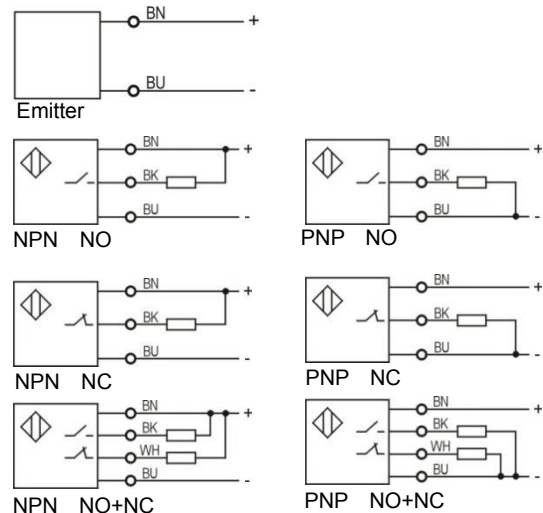 BN +
BU -
Emitter
BN +
BK
BU -
NPN NO
BN +
BK
BU -
PNP NO
BN +
BK
BU -
NPN NC
BN +
BK
BU -
PNP NC
BN +
BK
WH
BU -
NPN NO+NC
BN +
BK
WH
BU -
PNP NO+NC